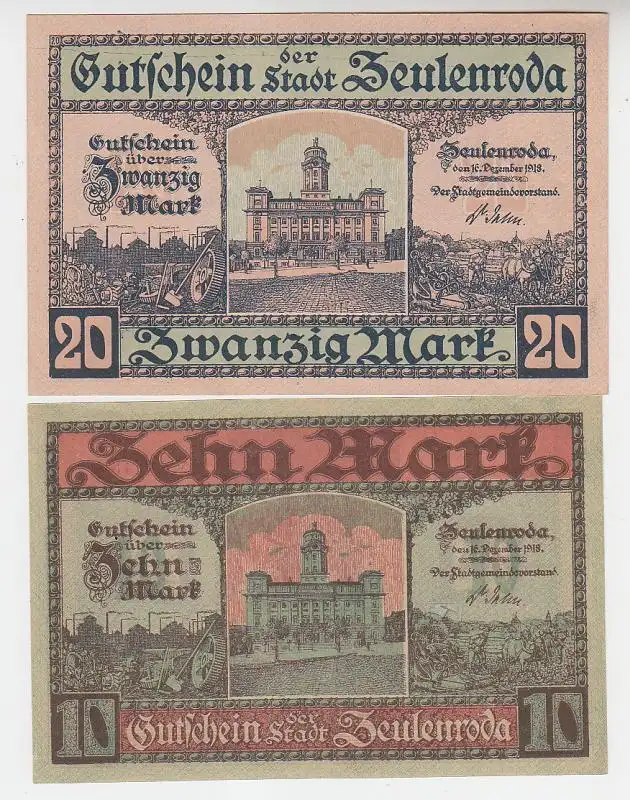 Gutschein der Stadt Zeulenroda
Gutschein
über
Zwanzig
Mark
Zeulenroda,
den 16. Dezember 1918.
Der Stadtgemeindevorstand.
20 Zwanzig Mark 20
Zehn Mark
Gutschein
über
Zehn
Mark
Zeulenroda,
den 16. Dezember 1918.
Der Stadtgemeindevorstand
10 Gutschein der Stadt Zeulenroda 10